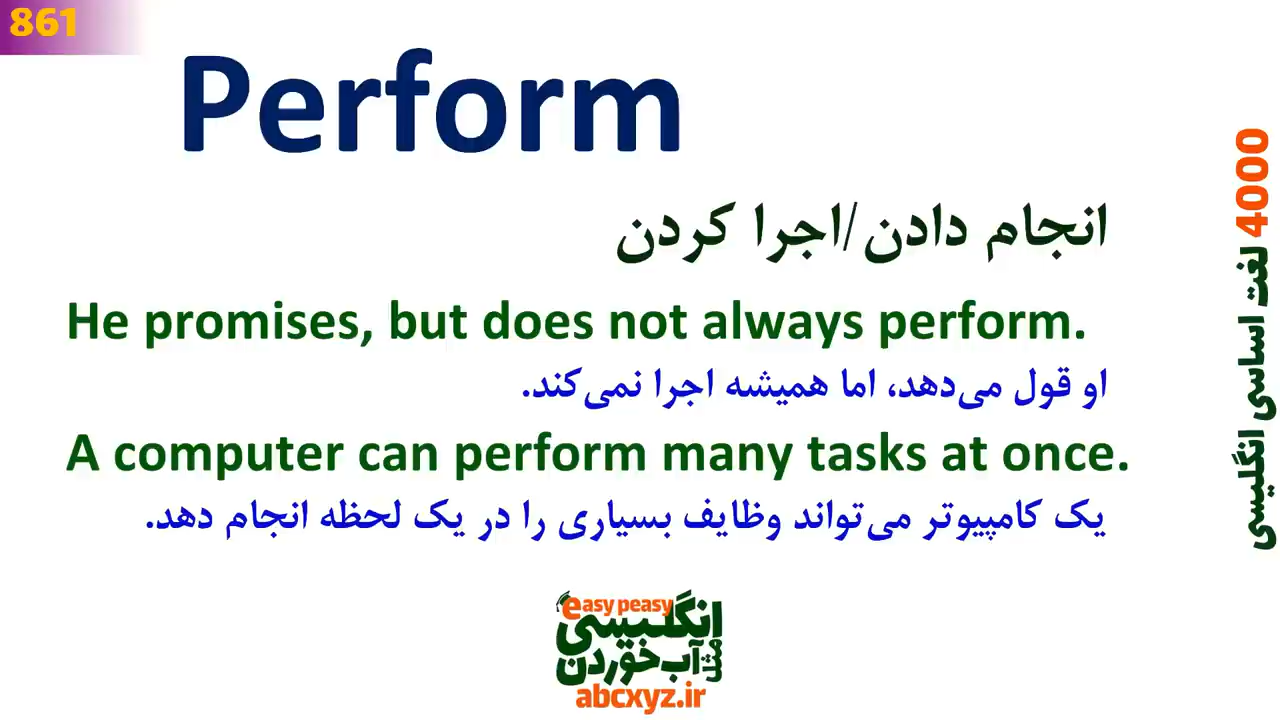 861
Perform
انجام دادن/اجرا کردن
He promises, but does not always perform.
او قول می‌دهد، اما همیشه اجرا نمی‌کند.
A computer can perform many tasks at once.
یک کامپیوتر می‌تواند وظایف بسیاری را در یک لحظه انجام دهد.
4000 لغت اساسی انگلیسی
easy peasy
انگلیسی
مثل آب خوردن
abcxyz.ir